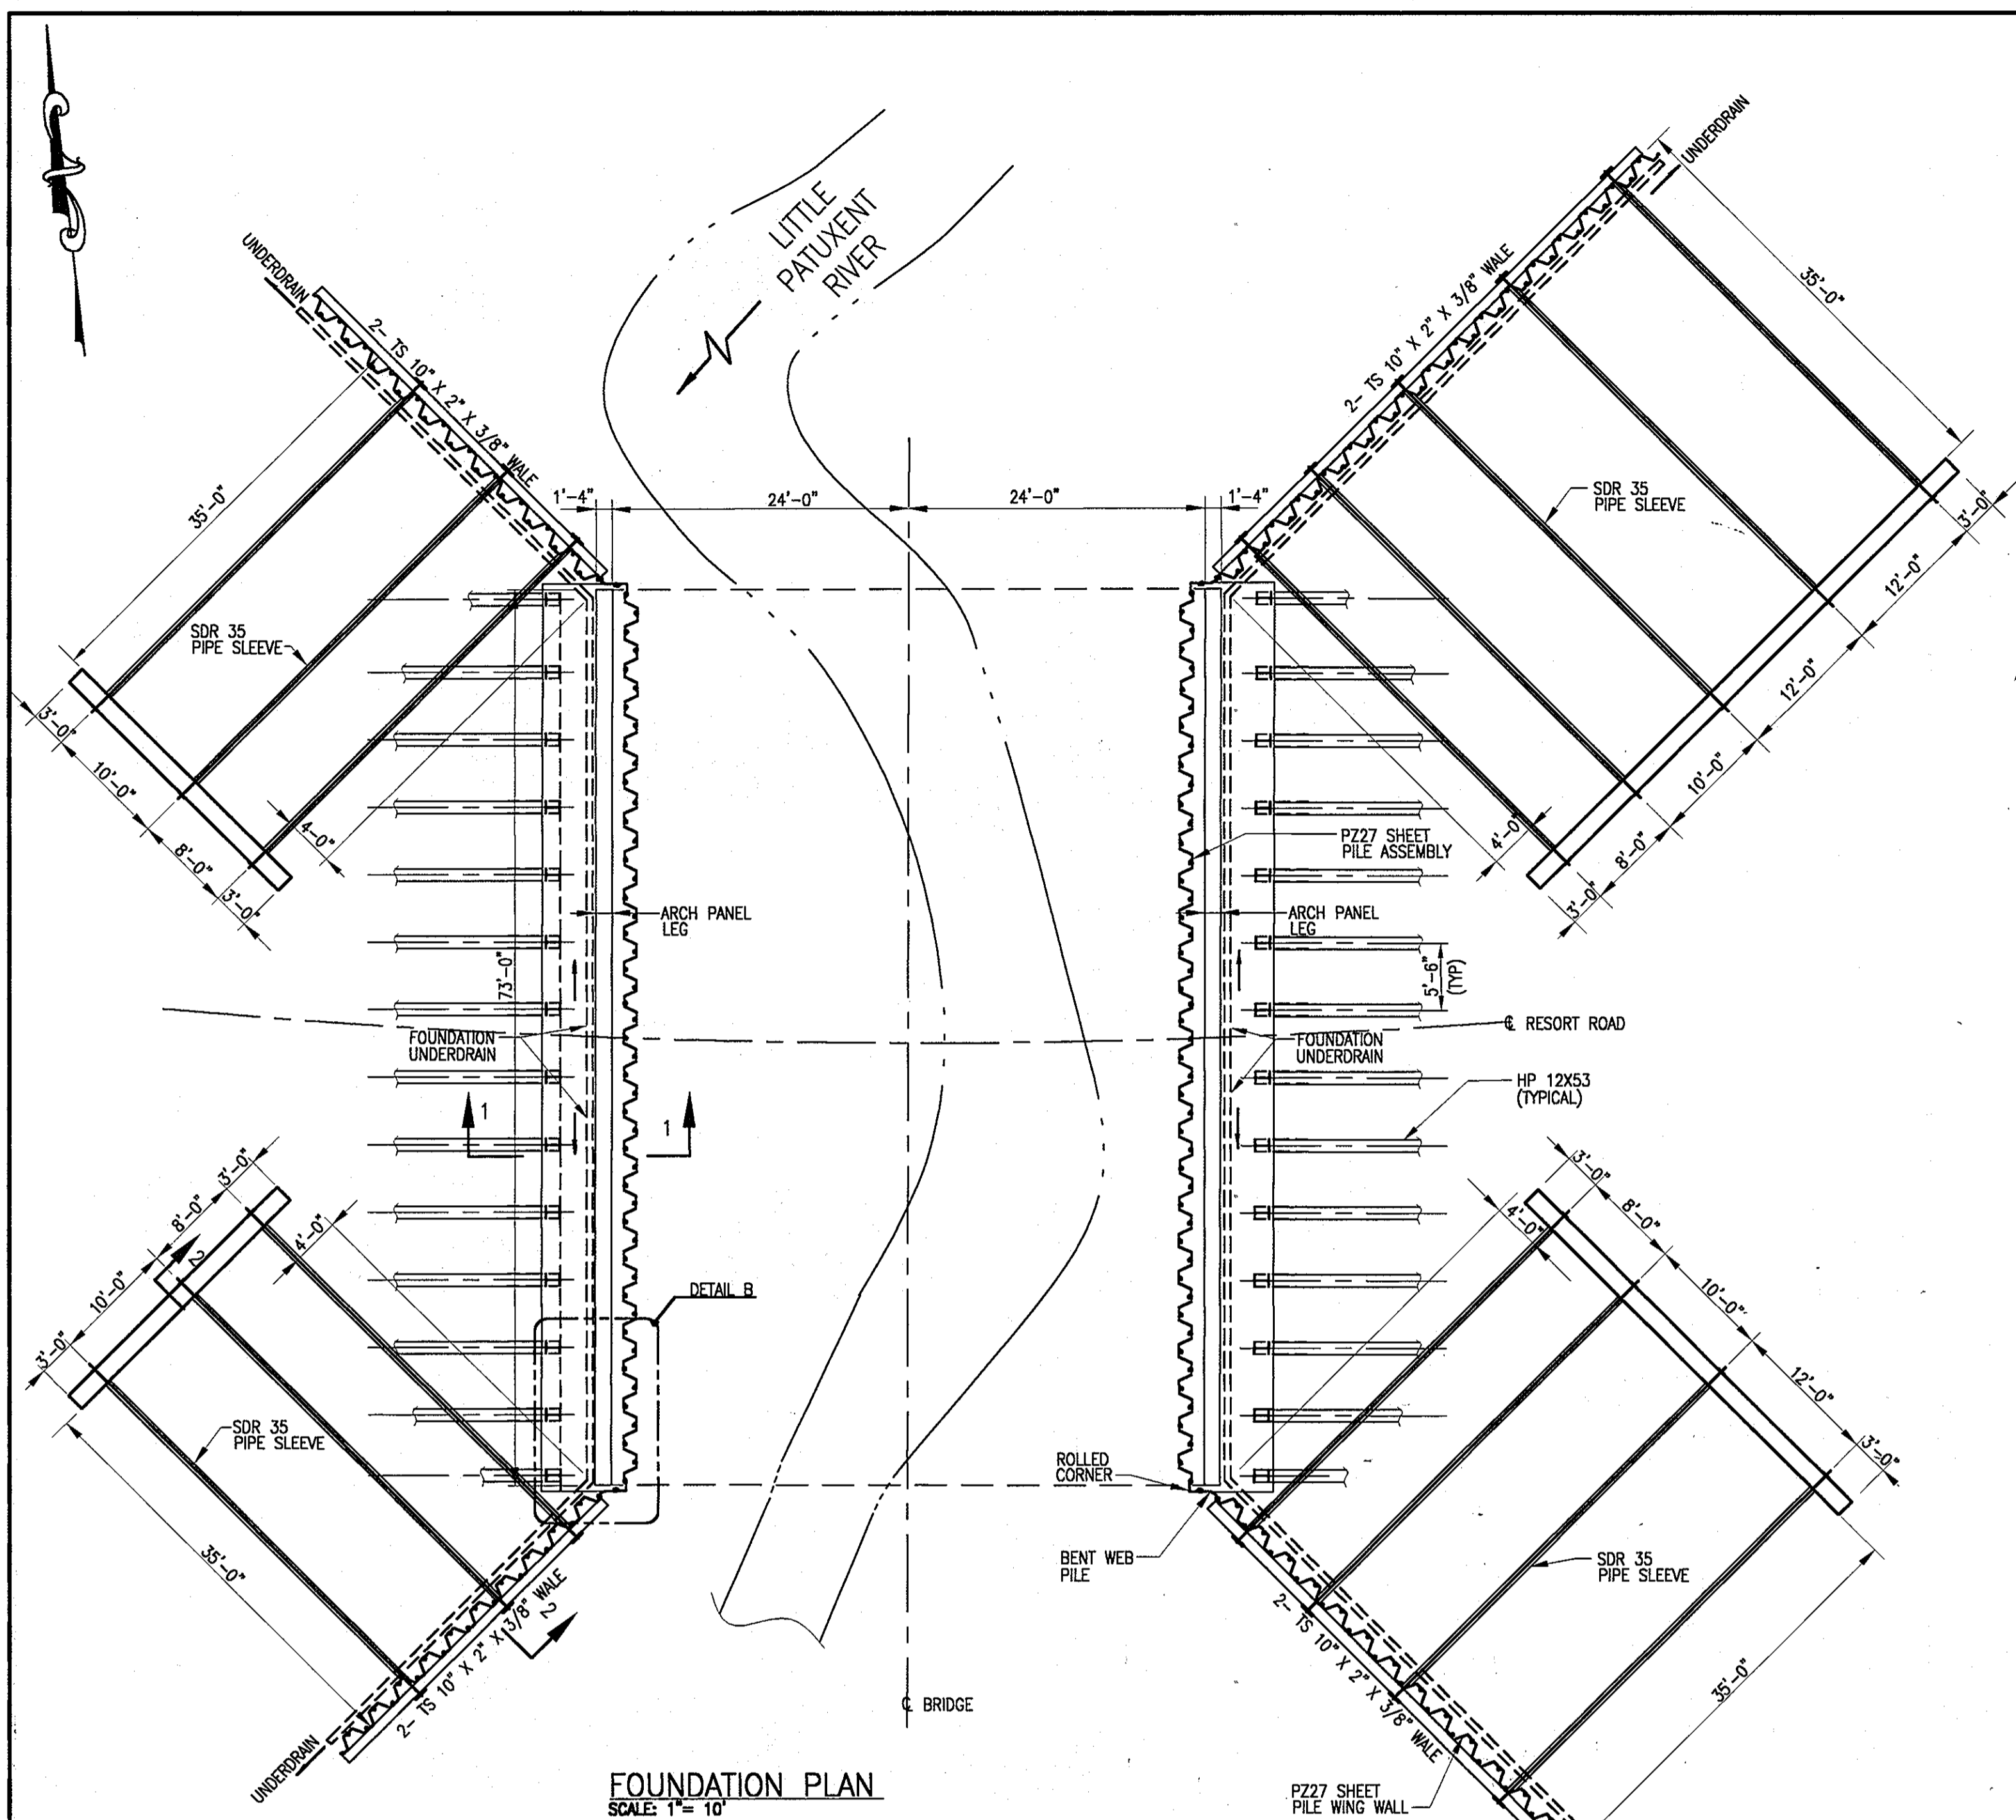 UNDERDRAIN
LITTLE
PATUXENT
RIVER
UNDERDRAIN
2- TS 10" X 2" X 3/8" WALE
2- TS 10" X 2" X 3/8" WALE
35'-0"
35'-0"
1'-4"
24'-0"
24'-0"
1'-4"
SDR 35
PIPE SLEEVE
3'-0"
12'-0"
12'-0"
10'-0"
8'-0"
3'-0"
4'-0"
SDR 35
PIPE SLEEVE
3'-0"
10'-0"
8'-0"
3'-0"
4-0"
PZ27 SHEET
PILE ASSEMBLY
ARCH PANEL
LEG
ARCH PANEL
LEG
73'-0"
5'-6"
(TYP)
FOUNDATION
UNDERDRAIN
FOUNDATION
UNDERDRAIN
℄ RESORT ROAD
HP 12X53
(TYPICAL)
1
1
3'-0"
8'-0"
10'-0"
3'-0"
4'-0"
2
3'-0"
8'-0"
10'-0"
12'-0"
3'-0"
4'-0"
DETAIL B
SDR 35
PIPE SLEEVE
ROLLED
CORNER
35'-0"
BENT WEB
PILE
SDR 35
PIPE SLEEVE
2- TS 10" X 2" X 3/8" WALE
2
2- TS 10" X 2" X 3/8" WALE
35'-0"
℄ BRIDGE
UNDERDRAIN
FOUNDATION PLAN
SCALE: 1"= 10'
PZ27 SHEET
PILE WING WALL